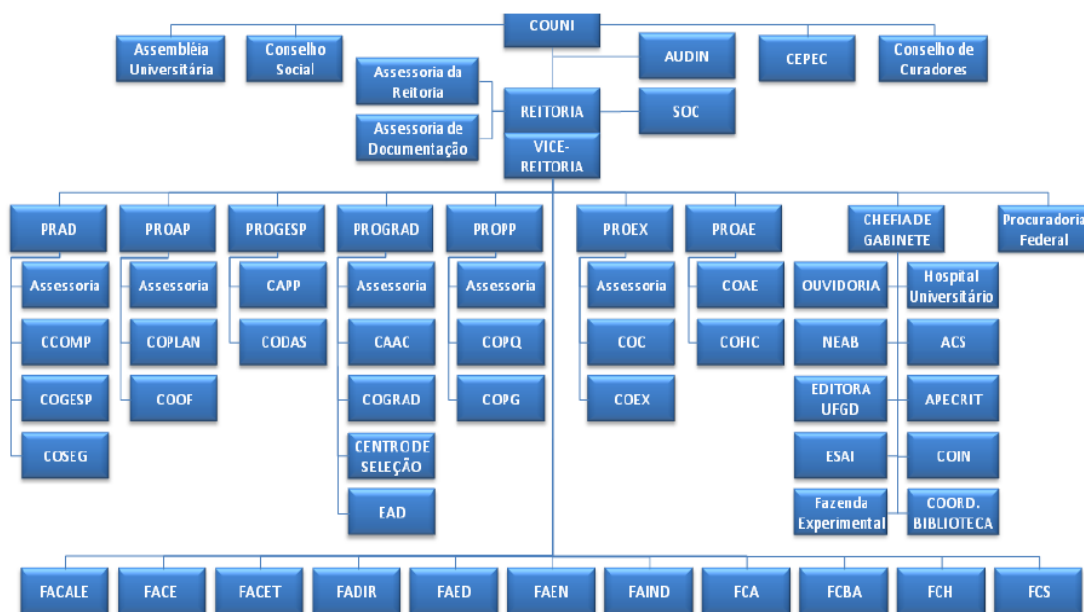 COUNI
Assembléia
Universitária
Conselho
Social
AUDIN
CEPEC
Conselho de
Curadores
Assessoria da
Reitoria
REITORIA
SOC
Assessoria de
Documentação
VICE-
REITORIA
PRAD
PROAP
PROGESP
PROGRAD
PROPP
PROEX
PROAE
CHEFIA DE
GABINETE
Procuradoria
Federal
Assessoria
Assessoria
CAPP
Assessoria
Assessoria
Assessoria
COAE
OUVIDORIA
Hospital
Universitário
CCOMP
COPLAN
CODAS
CAAC
COPQ
COC
COFIC
NEAB
ACS
COGESP
COOF
COGRAD
COPG
COEX
EDITORA
UFGD
APECRIT
COSEG
CENTRO DE
SELEÇÃO
ESAI
COIN
EAD
Fazenda
Experimental
COORD.
BIBLIOTECA
FACALE
FACE
FACET
FADIR
FAED
FAEN
FAIND
FCA
FCBA
FCH
FCS